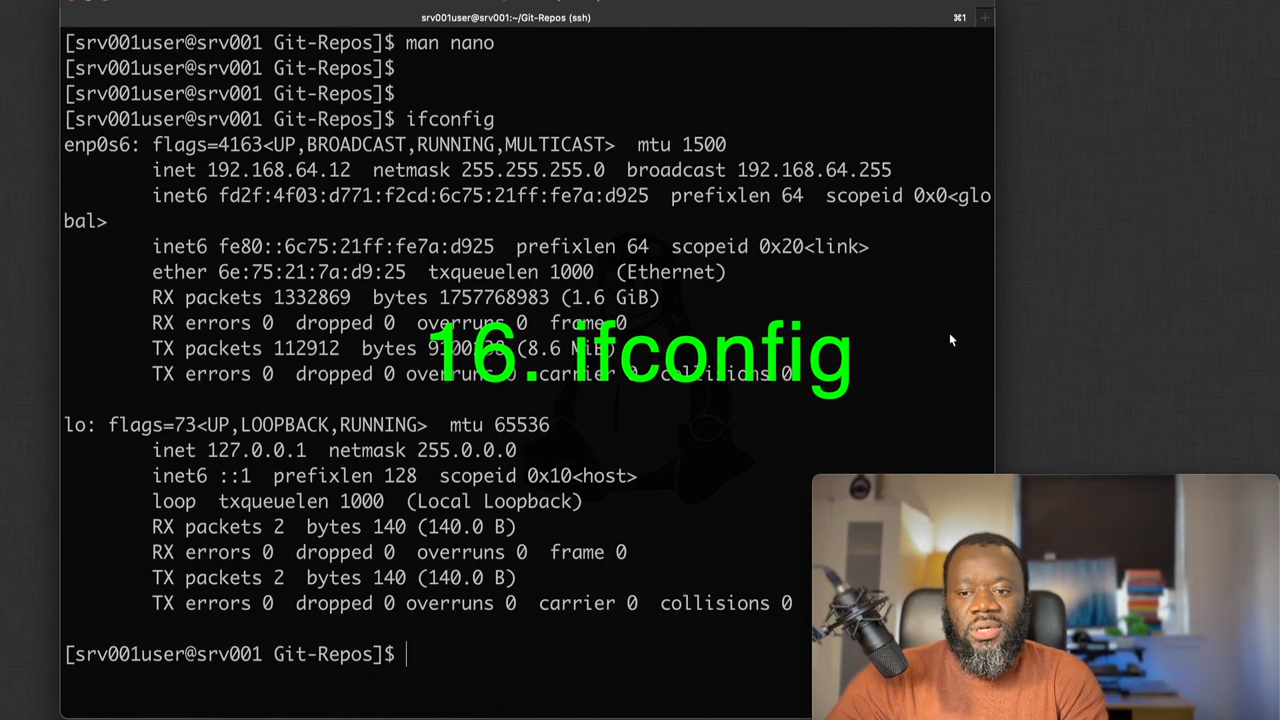 srv001user@srv001:~/Git-Repos (ssh)
⌘1
[srv001user@srv001 Git-Repos]$ man nano
[srv001user@srv001 Git-Repos]$
[srv001user@srv001 Git-Repos]$
[srv001user@srv001 Git-Repos]$ ifconfig
enp0s6: flags=4163<UP,BROADCAST,RUNNING,MULTICAST> mtu 1500
inet 192.168.64.12 netmask 255.255.255.0 broadcast 192.168.64.255
inet6 fd2f:4f03:d771:f2cd:6c75:21ff:fe7a:d925 prefixlen 64 scopeid 0x0<glo
bal>
inet6 fe80::6c75:21ff:fe7a:d925 prefixlen 64 scopeid 0x20<link>
ether 6e:75:21:7a:d9:25 txqueuelen 1000 (Ethernet)
RX packets 1332869 bytes 1757768983 (1.6 GiB)
RX errors 0 dropped 0 overruns 0 frame 0
TX packets 112912 bytes (8.6 MiB)
16. ifconfig
TX errors 0 dropped 0 overruns 0 carrier 0 collisions 0
lo: flags=73<UP,LOOPBACK,RUNNING> mtu 65536
inet 127.0.0.1 netmask 255.0.0.0
inet6 ::1 prefixlen 128 scopeid 0x10<host>
loop txqueuelen 1000 (Local Loopback)
RX packets 2 bytes 140 (140.0 B)
RX errors 0 dropped 0 overruns 0 frame 0
TX packets 2 bytes 140 (140.0 B)
TX errors 0 dropped 0 overruns 0 carrier 0 collisions 0
[srv001user@srv001 Git-Repos]$